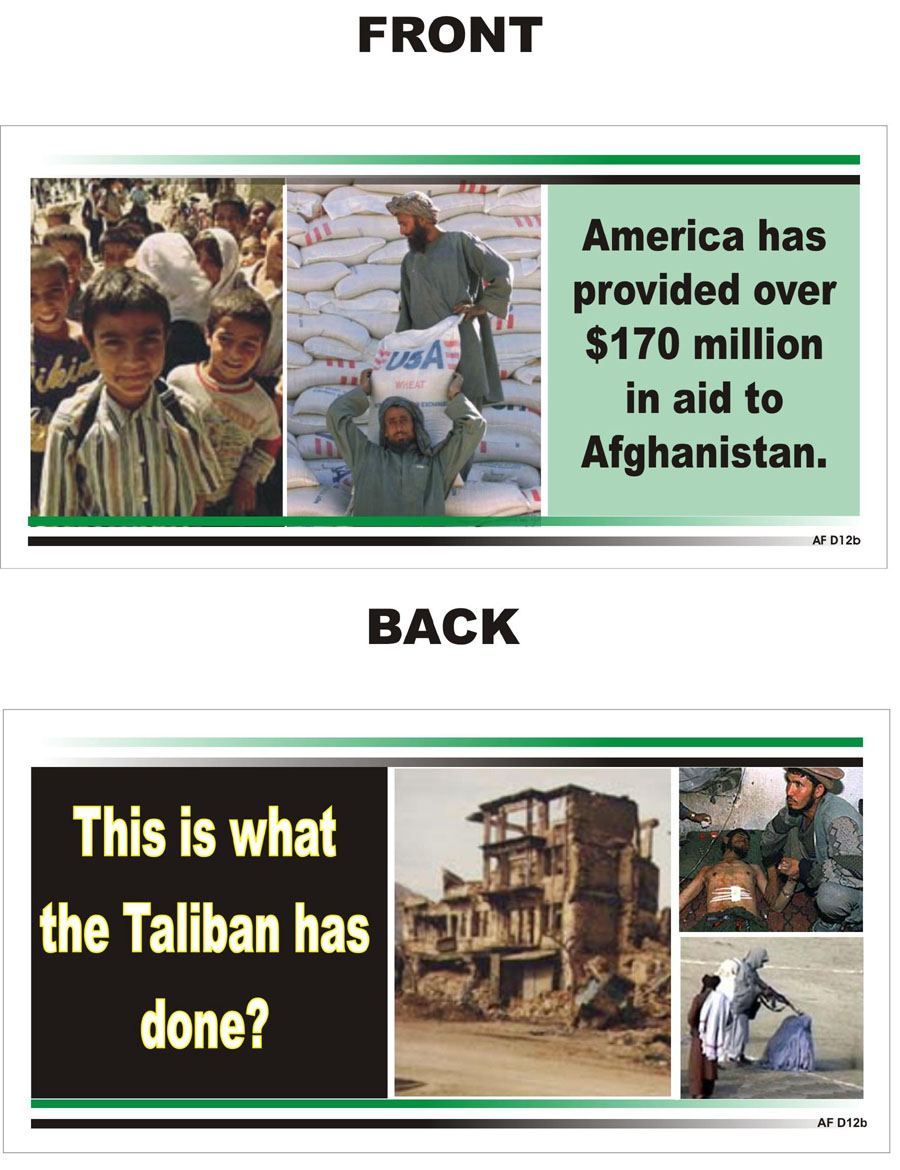 FRONT
America has
provided over
$170 million
in aid to
Afghanistan.
USA
WHEAT
AF D12b
BACK
This is what
the Taliban has
done?
AF D12b